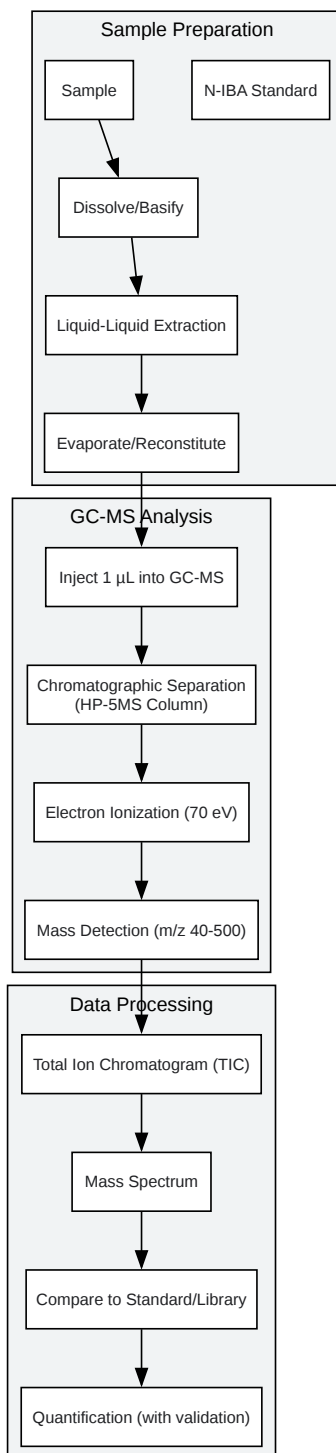 Sample Preparation
Sample
N-IBA Standard
Dissolve/Basify
Liquid-Liquid Extraction
Evaporate/Reconstitute
GC-MS Analysis
Inject 1 µL into GC-MS
Chromatographic Separation
(HP-5MS Column)
Electron Ionization (70 eV)
Mass Detection (m/z 40-500)
Data Processing
Total Ion Chromatogram (TIC)
Mass Spectrum
Compare to Standard/Library
Quantification (with validation)